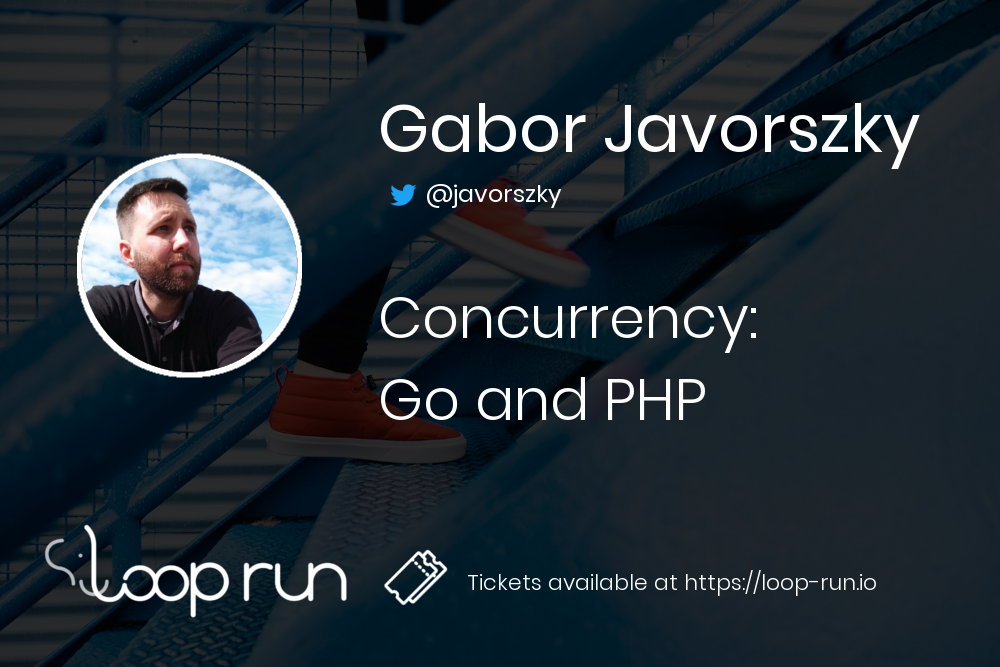 Gabor Javorszky
@javorszky
Concurrency:
Go and PHP
loop run
Tickets available at https://loop-run.io